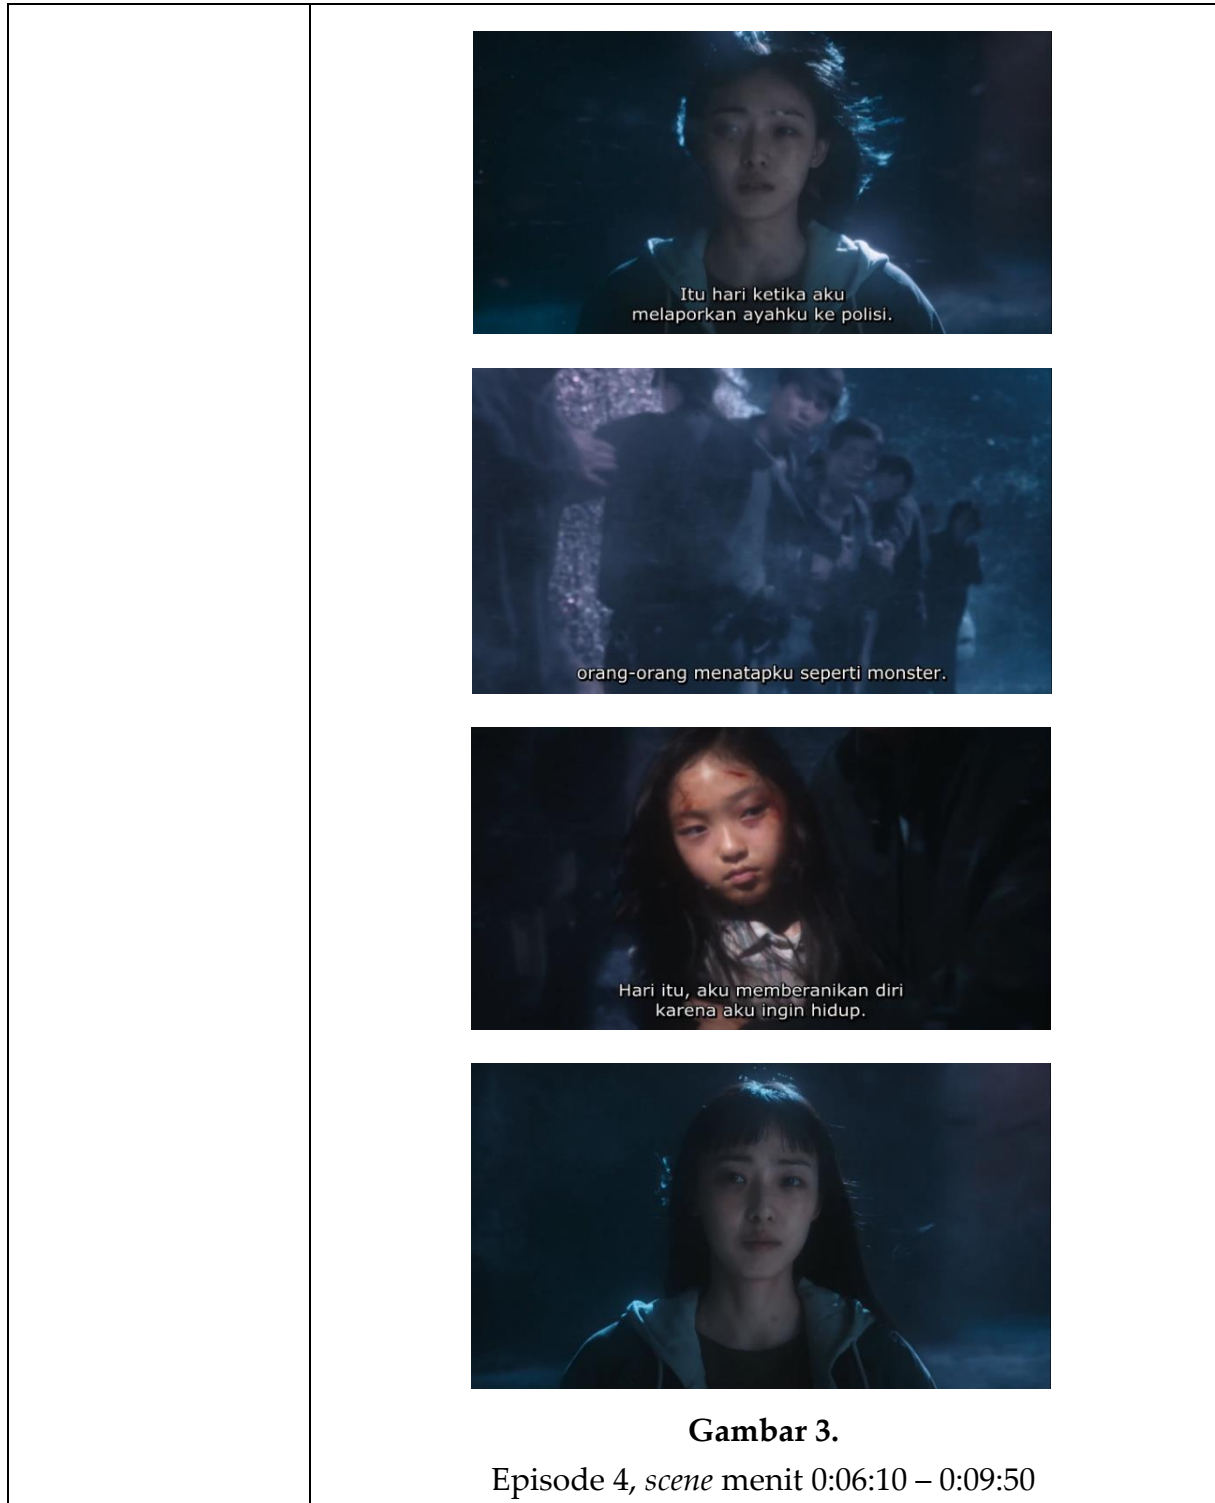 Itu hari ketika aku
melaporkan ayahku ke polisi.
orang-orang menatapku seperti monster.
Hari itu, aku memberanikan diri
karena aku ingin hidup.
Gambar 3.
Episode 4, scene menit 0:06:10 – 0:09:50